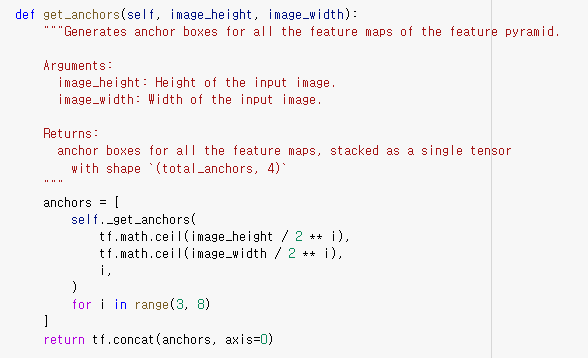 def get_anchors(self, image_height, image_width):
    """Generates anchor boxes for all the feature maps of the feature pyramid.

    Arguments:
      image_height: Height of the input image.
      image_width: Width of the input image.

    Returns:
      anchor boxes for all the feature maps, stacked as a single tensor
        with shape `(total_anchors, 4)`
    """
    anchors = [
        self._get_anchors(
            tf.math.ceil(image_height / 2 ** i),
            tf.math.ceil(image_width / 2 ** i),
            i,
        )
        for i in range(3, 8)
    ]
    return tf.concat(anchors, axis=0)